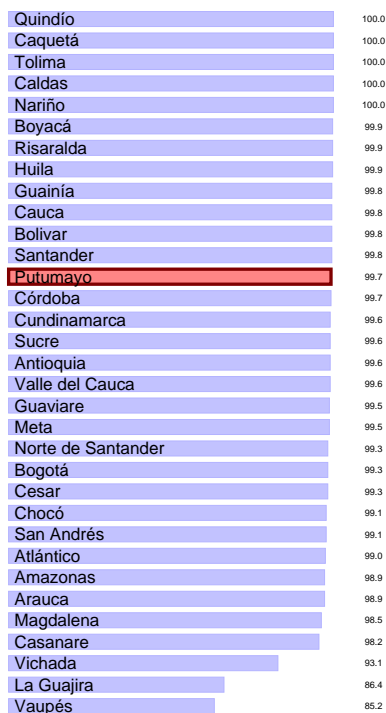 Quindío 100.0
Caquetá 100.0
Tolima 100.0
Caldas 100.0
Nariño 100.0
Boyacá 99.9
Risaralda 99.9
Huila 99.9
Guainía 99.8
Cauca 99.8
Bolivar 99.8
Santander 99.8
Putumayo 99.7
Córdoba 99.7
Cundinamarca 99.6
Sucre 99.6
Antioquia 99.6
Valle del Cauca 99.6
Guaviare 99.5
Meta 99.5
Norte de Santander 99.3
Bogotá 99.3
Cesar 99.3
Chocó 99.1
San Andrés 99.1
Atlántico 99.0
Amazonas 98.9
Arauca 98.9
Magdalena 98.5
Casanare 98.2
Vichada 93.1
La Guajira 86.4
Vaupés 85.2